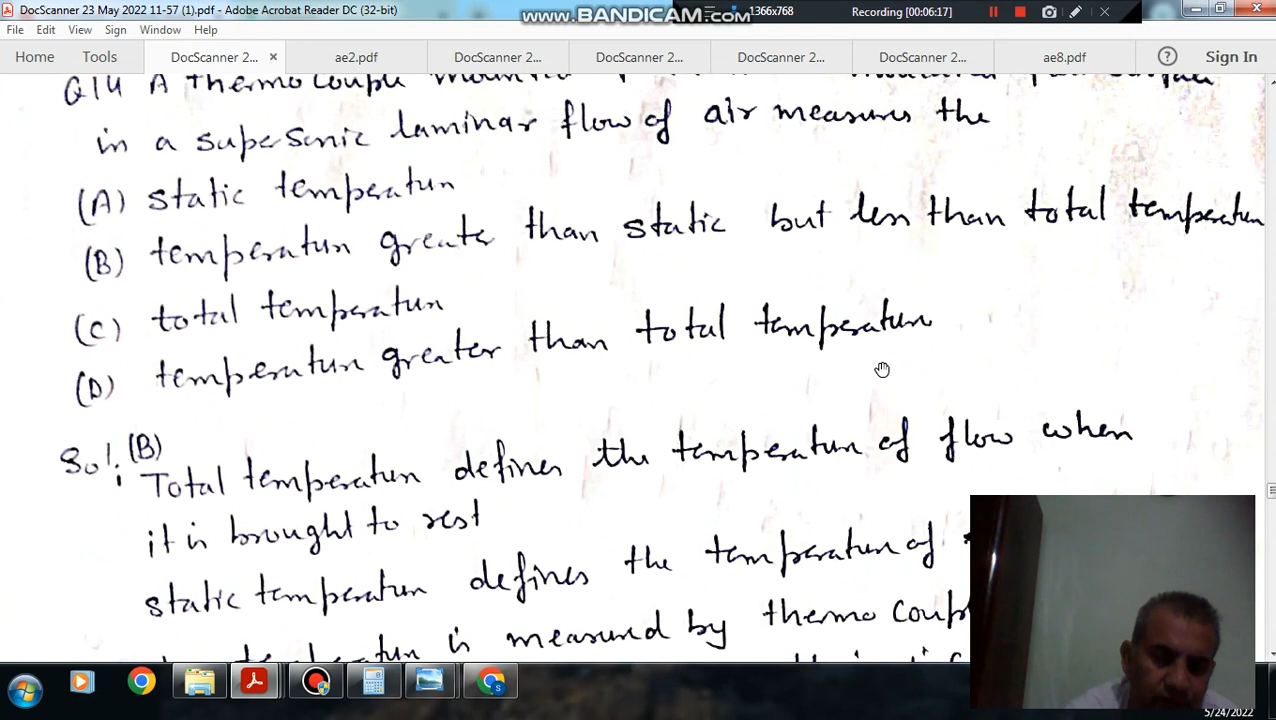 DocScanner 23 May 2022 11-57 (1).pdf - Adobe Acrobat Reader DC (32-bit)
www.BANDICAM.com
1366x768
Recording [00:06:17]
File Edit View Sign Window Help
Home Tools DocScanner 2... × ae2.pdf DocScanner 2... DocScanner 2... DocScanner 2... DocScanner 2... ae8.pdf Sign In
Q14 A thermocouple mounted
in a supersonic laminar flow of air measures the
(A) static temperatun
(B) temperatun greater than static but less than total temperatun
(C) total temperatun
(D) temperatun greater than total temperatun
Sol: (B)
Total temperatun defines the temperatun of flow when
it is brought to rest
static temperatun defines the temperatun of
is measured by thermo coup
5/24/2022